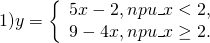 1)y = { 5x − 2, npu_x < 2,
9 − 4x, npu_x ≥ 2.